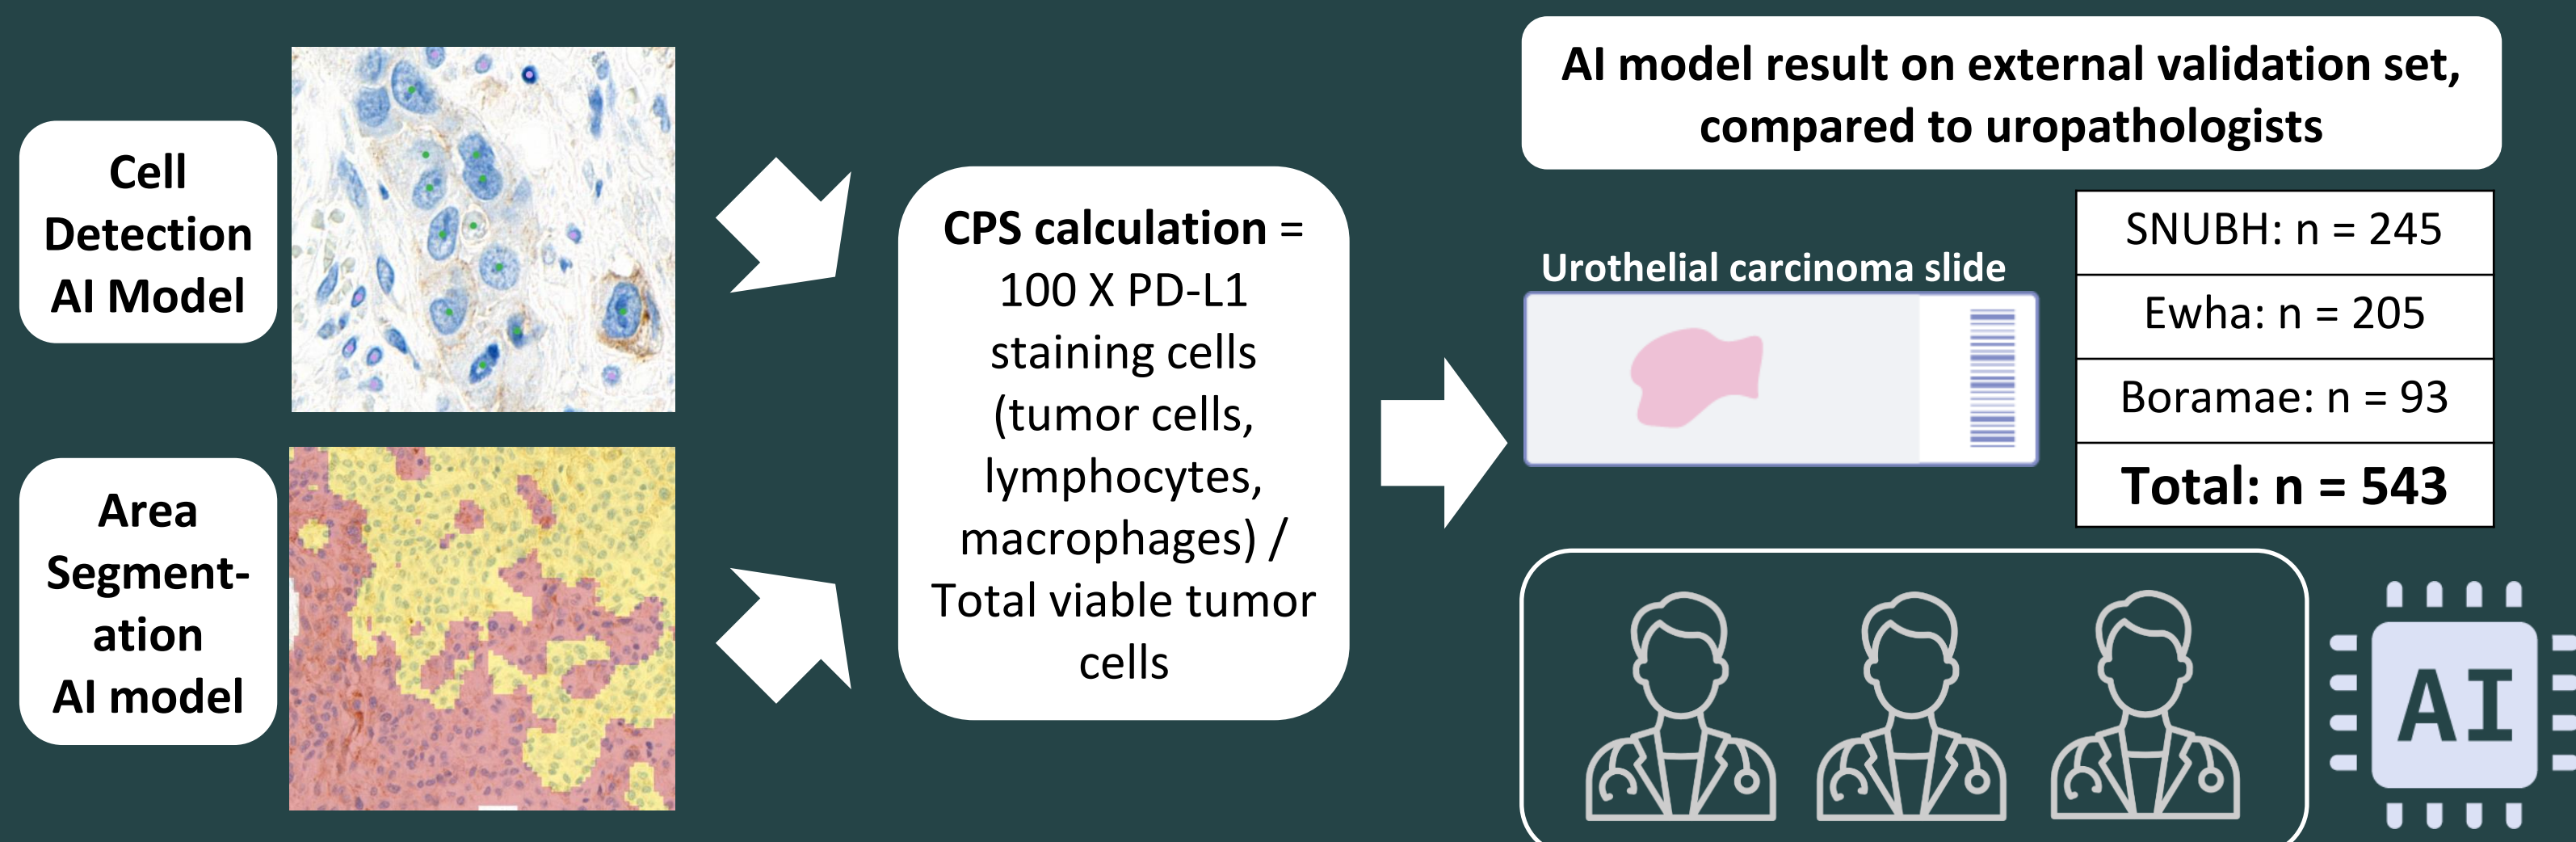 Cell
Detection
AI Model
Area
Segment-
ation
AI model
CPS calculation =
100 X PD-L1
staining cells
(tumor cells,
lymphocytes,
macrophages) /
Total viable tumor
cells
AI model result on external validation set,
compared to uropathologists
Urothelial carcinoma slide
SNUBH: n = 245
Ewha: n = 205
Boramae: n = 93
Total: n = 543
AI